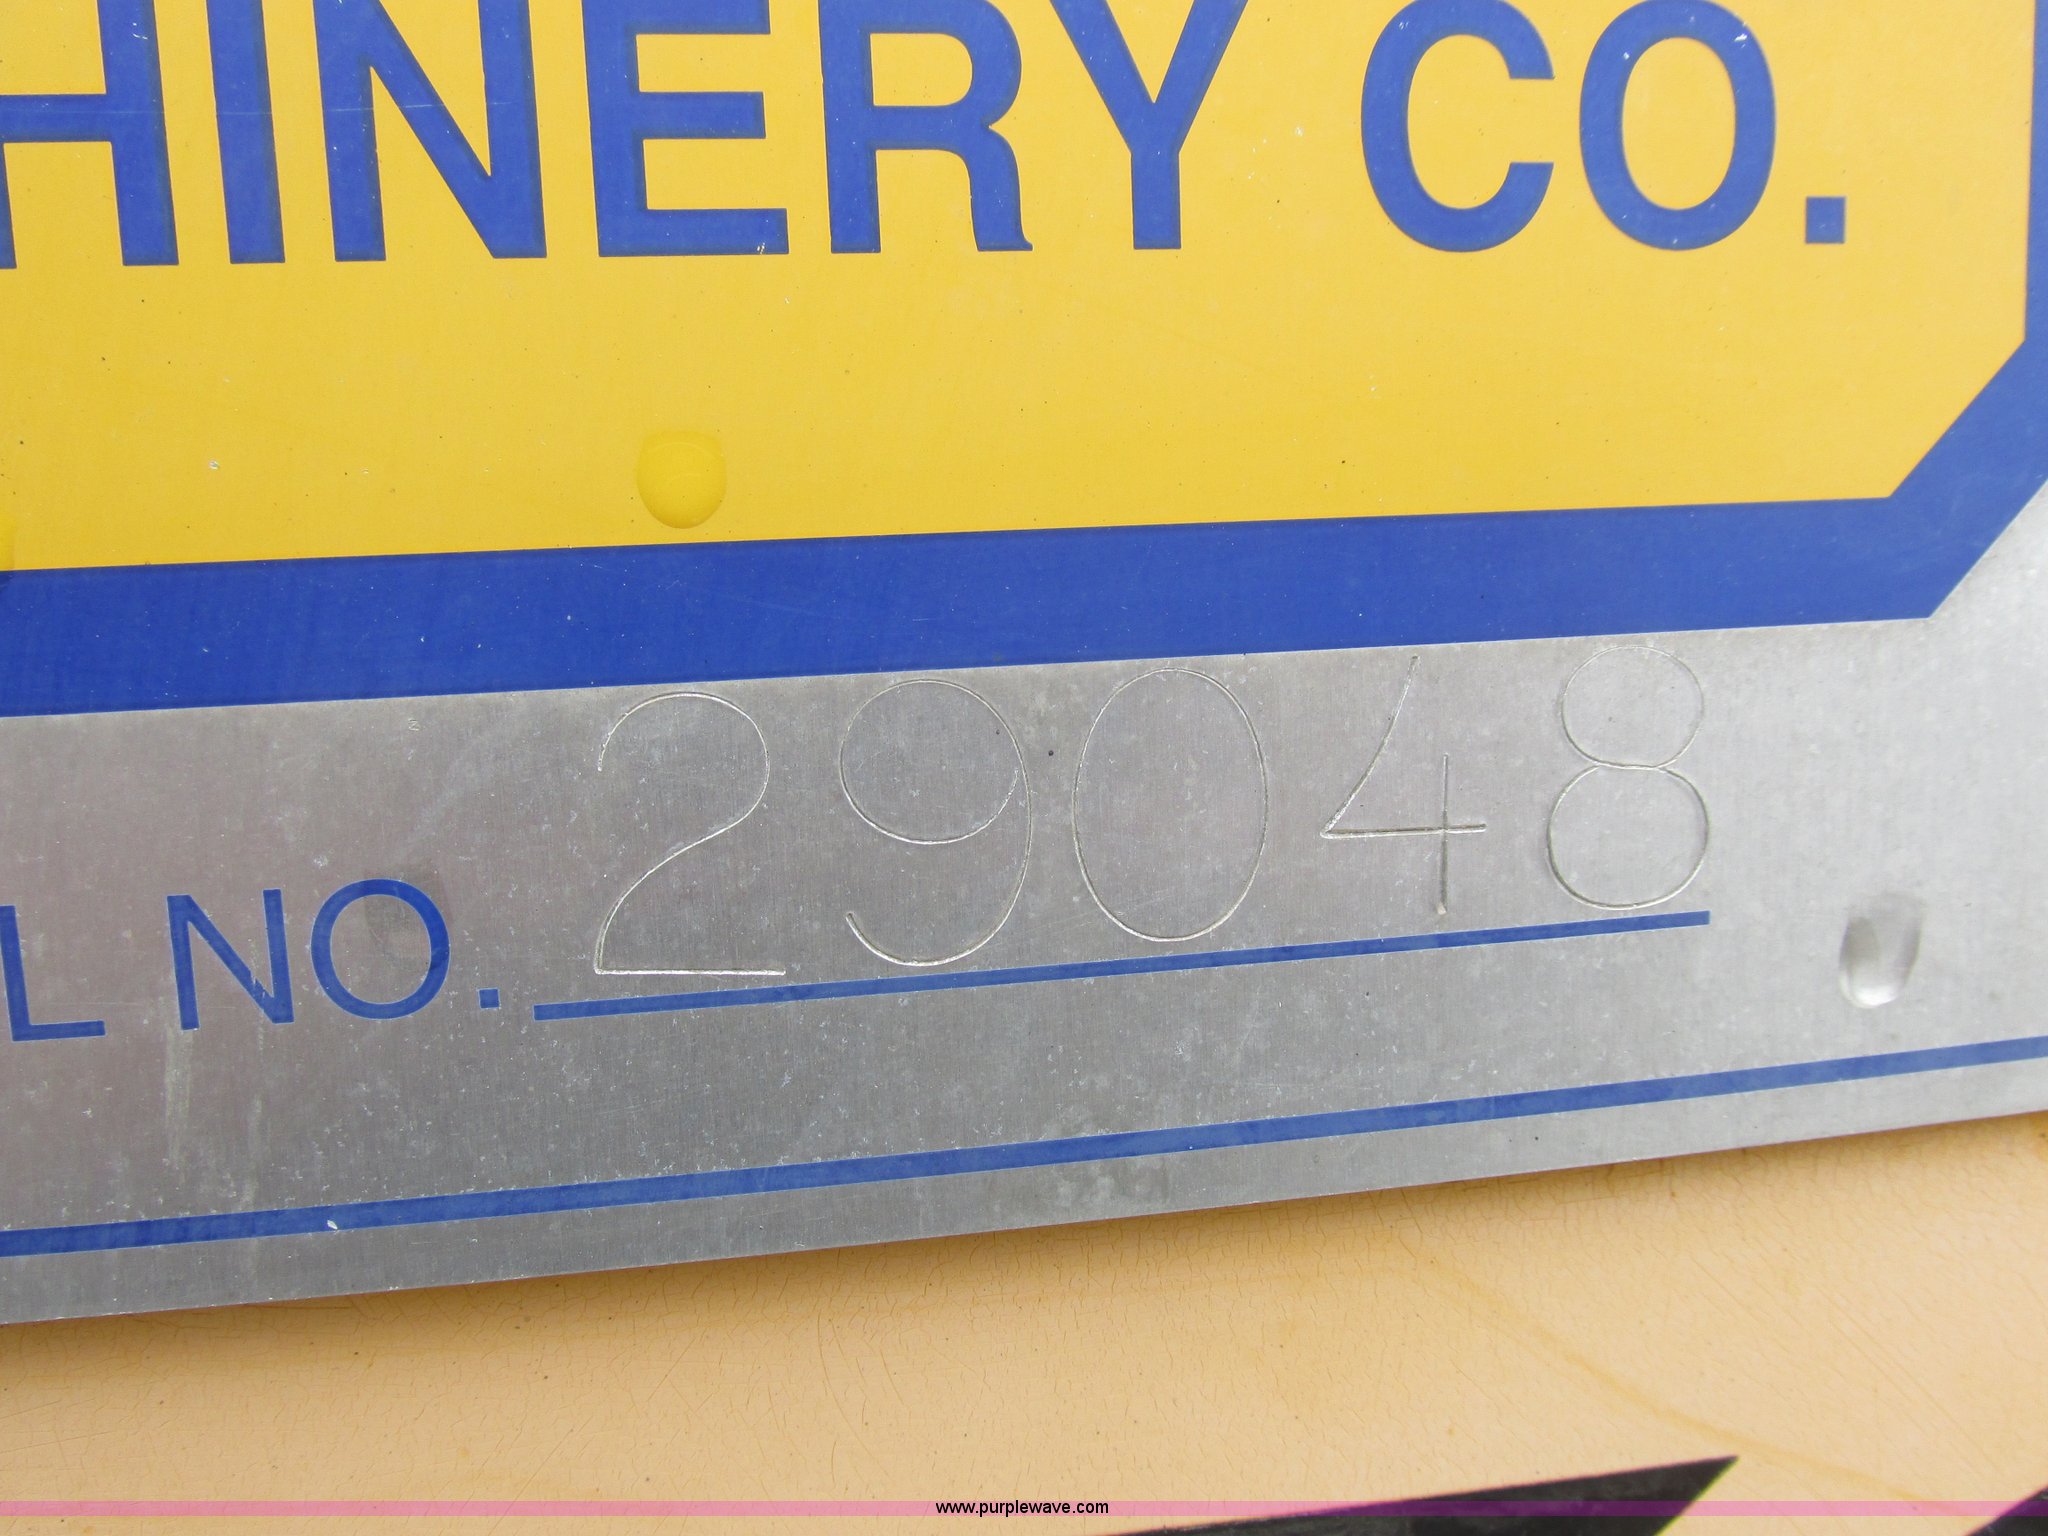 HINERY CO.
L NO. 29048
www.purplewave.com